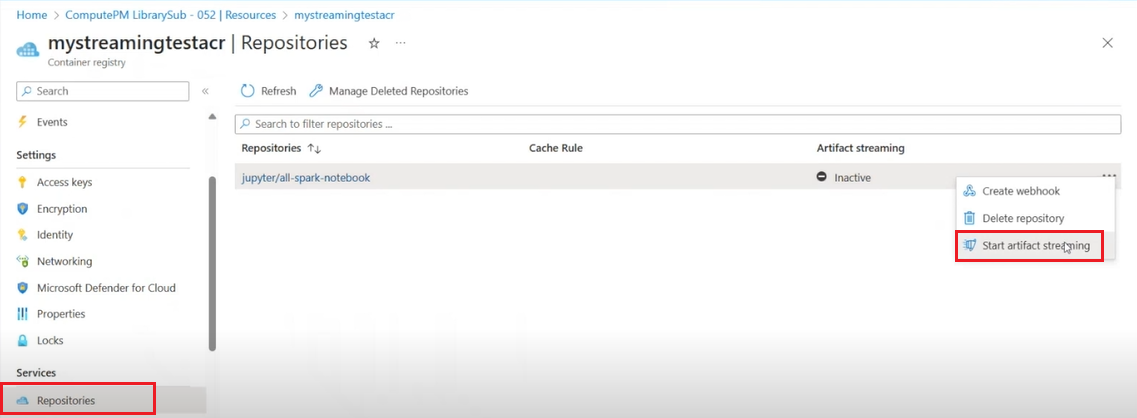 Home > ComputePM LibrarySub - 052 | Resources > mystreamingtestacr
mystreamingtestacr | Repositories
Container registry
Search
Refresh Manage Deleted Repositories
Events
Search to filter repositories ...
Settings
Repositories ↑↓ Cache Rule Artifact streaming
Access keys
jupyter/all-spark-notebook Inactive
Create webhook
Delete repository
Start artifact streaming
Encryption
Identity
Networking
Microsoft Defender for Cloud
Properties
Locks
Services
Repositories